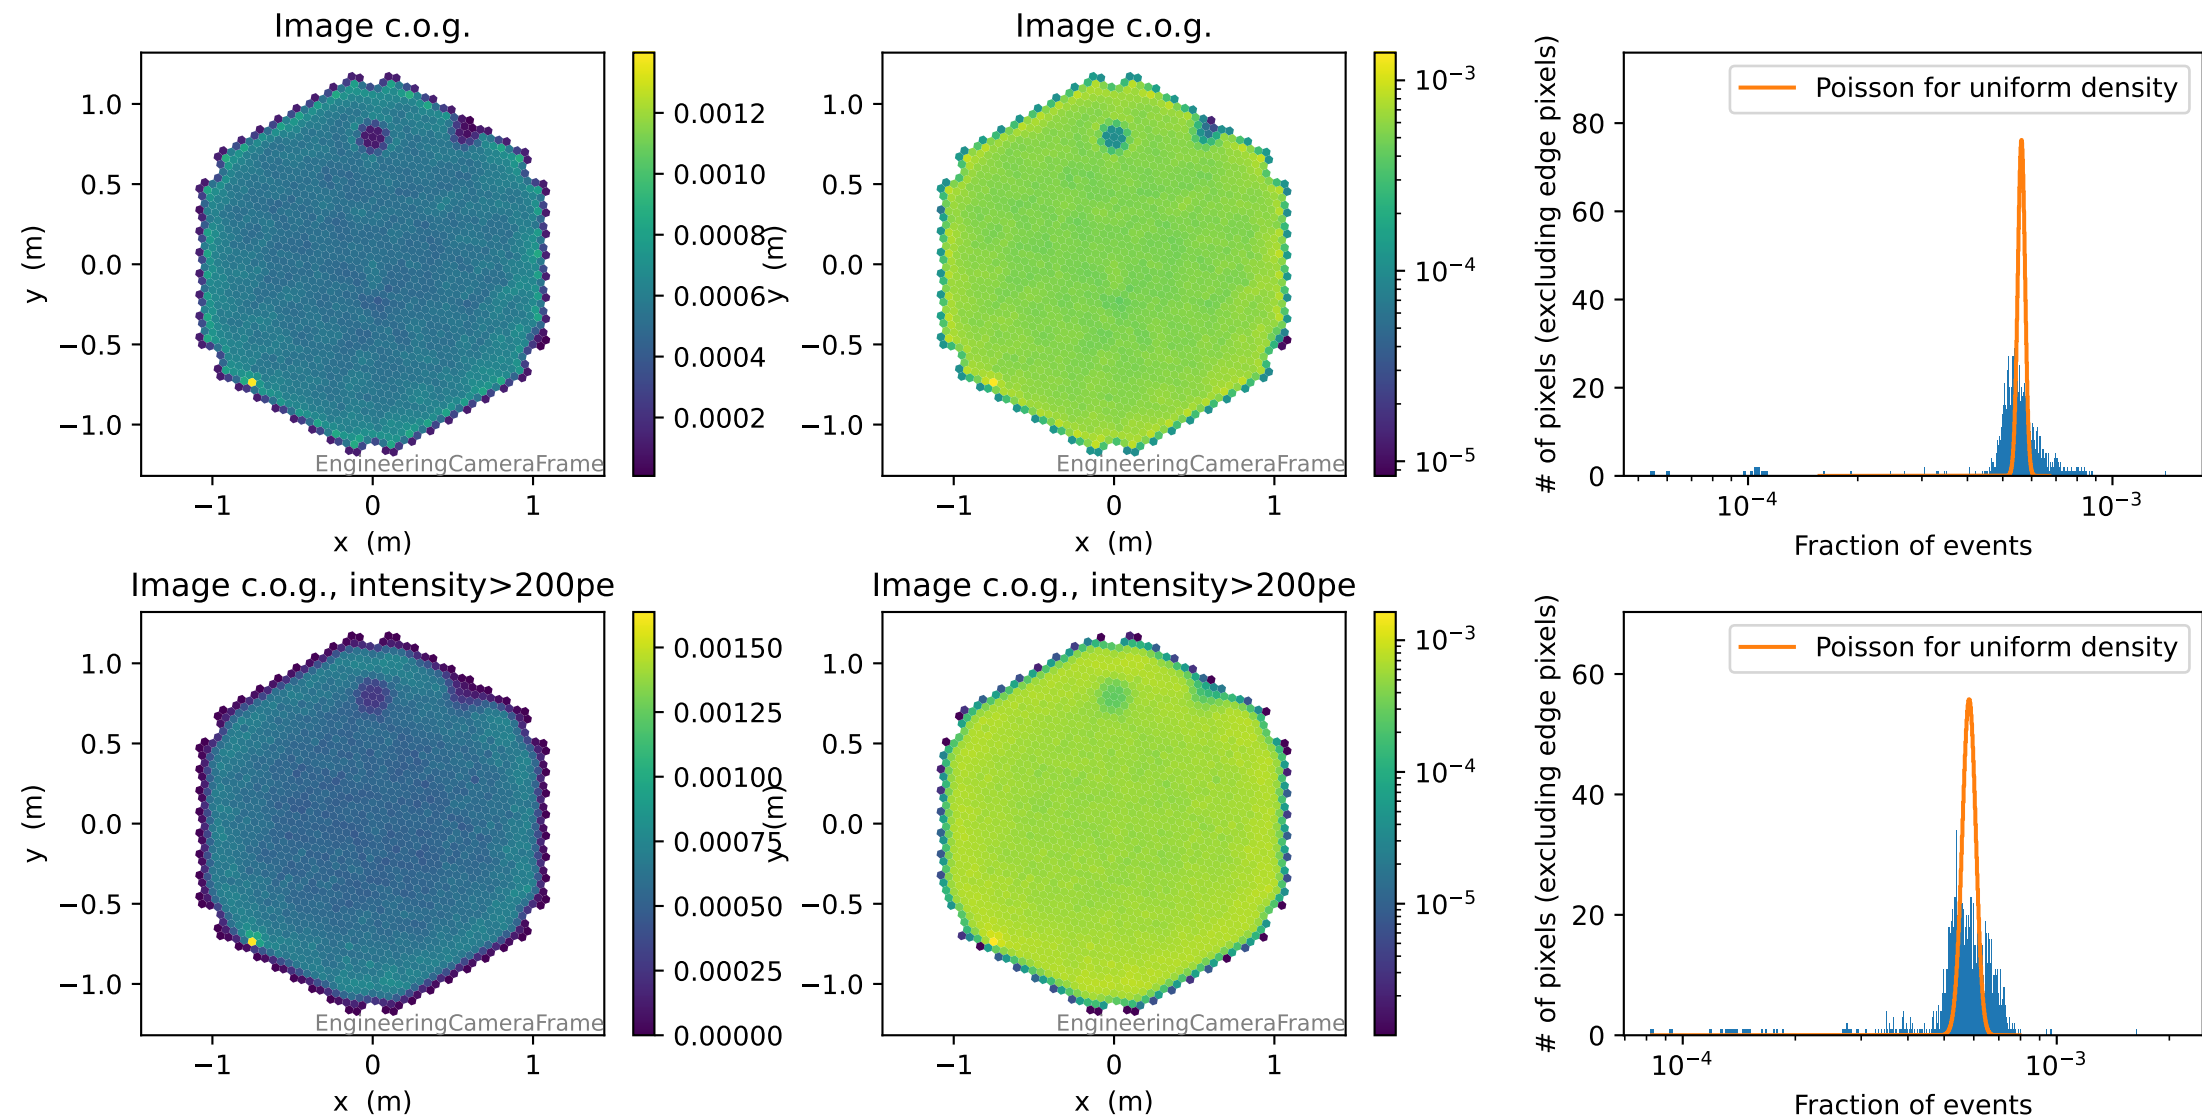 Image c.o.g.
1.0
0.5
0.0
−0.5
−1.0
y (m)
−1
0
1
x (m)
EngineeringCameraFrame
0.0012
0.0010
0.0008
0.0006
0.0004
0.0002
Image c.o.g.
1.0
0.5
0.0
−0.5
−1.0
y (m)
−1
0
1
x (m)
EngineeringCameraFrame
10⁻³
10⁻⁴
10⁻⁵
Poisson for uniform density
# of pixels (excluding edge pixels)
80
60
40
20
0
10⁻⁴
10⁻³
Fraction of events
Image c.o.g., intensity>200pe
1.0
0.5
0.0
−0.5
−1.0
y (m)
−1
0
1
x (m)
EngineeringCameraFrame
0.00150
0.00125
0.00100
0.00075
0.00050
0.00025
0.00000
Image c.o.g., intensity>200pe
1.0
0.5
0.0
−0.5
−1.0
y (m)
−1
0
1
x (m)
EngineeringCameraFrame
10⁻³
10⁻⁴
10⁻⁵
Poisson for uniform density
# of pixels (excluding edge pixels)
60
40
20
0
10⁻⁴
10⁻³
Fraction of events